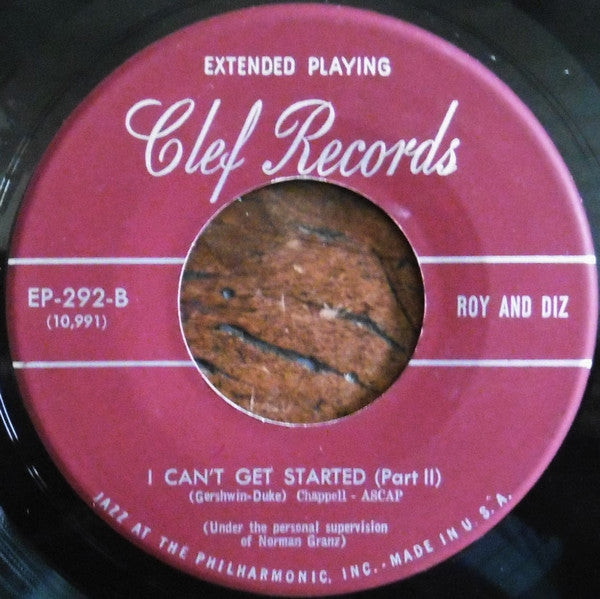 EXTENDED PLAYING
Clef Records
EP-292-B
(10,991)
ROY AND DIZ
I CAN'T GET STARTED (Part II)
(Gershwin-Duke) Chappell - ASCAP
(Under the personal supervision
of Norman Granz)
JAZZ AT THE PHILHARMONIC, INC.-MADE IN U.S.A.